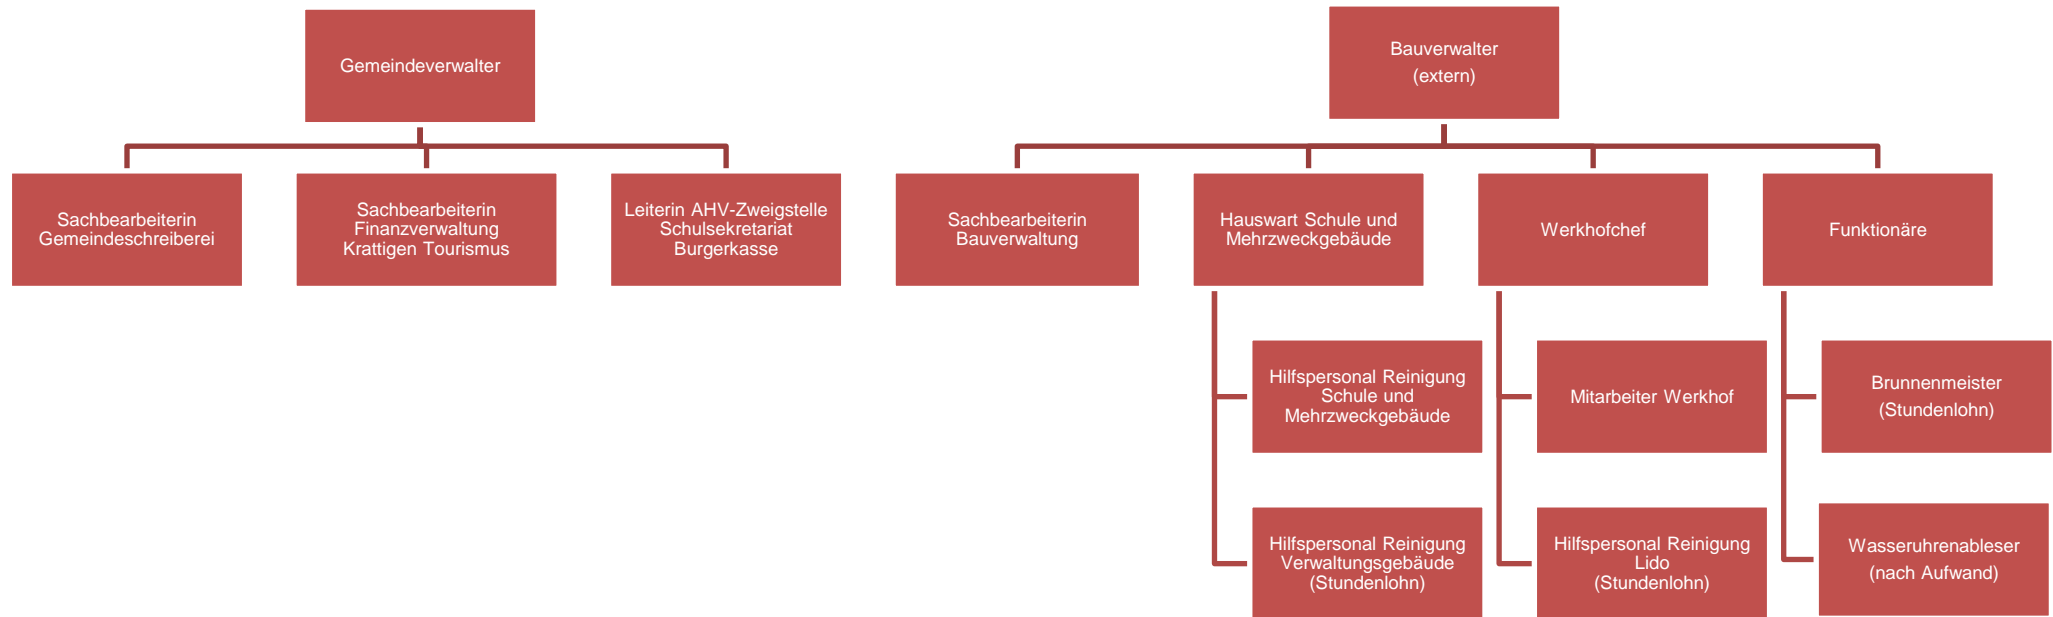 Gemeindeverwalter
Bauverwalter
(extern)
Sachbearbeiterin
Gemeindeschreiberei
Sachbearbeiterin
Finanzverwaltung
Krattigen Tourismus
Leiterin AHV-Zweigstelle
Schulsekretariat
Burgerkasse
Sachbearbeiterin
Bauverwaltung
Hauswart Schule und
Mehrzweckgebäude
Werkhofchef
Funktionäre
Hilfspersonal Reinigung
Schule und
Mehrzweckgebäude
Mitarbeiter Werkhof
Brunnenmeister
(Stundenlohn)
Hilfspersonal Reinigung
Verwaltungsgebäude
(Stundenlohn)
Hilfspersonal Reinigung
Lido
(Stundenlohn)
Wasseruhrenableser
(nach Aufwand)